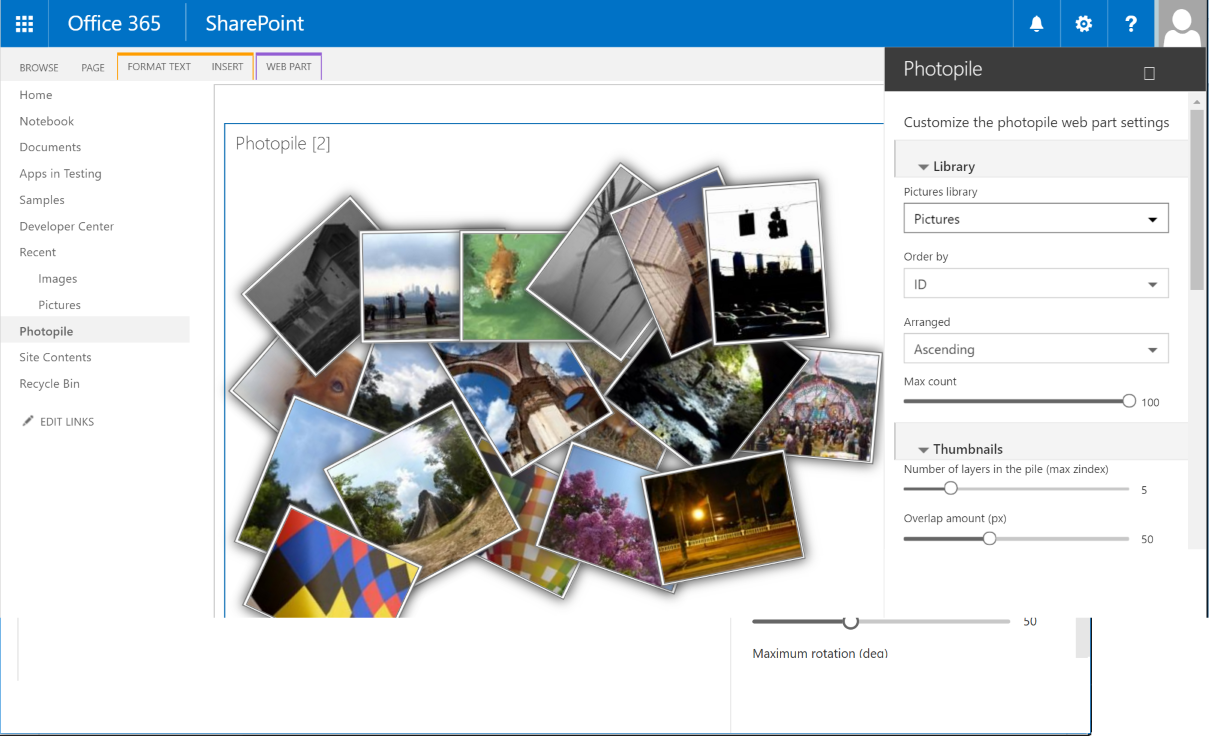 Office 365 SharePoint ?
BROWSE PAGE FORMAT TEXT INSERT WEB PART
Home
Notebook
Documents
Apps in Testing
Samples
Developer Center
Recent
Images
Pictures
Photopile
Site Contents
Recycle Bin
EDIT LINKS
Photopile [2]
Photopile
Customize the photopile web part settings
Library
Pictures library
Pictures
Order by
ID
Arranged
Ascending
Max count
100
Thumbnails
Number of layers in the pile (max zindex)
5
Overlap amount (px)
50
50
Maximum rotation (deg)